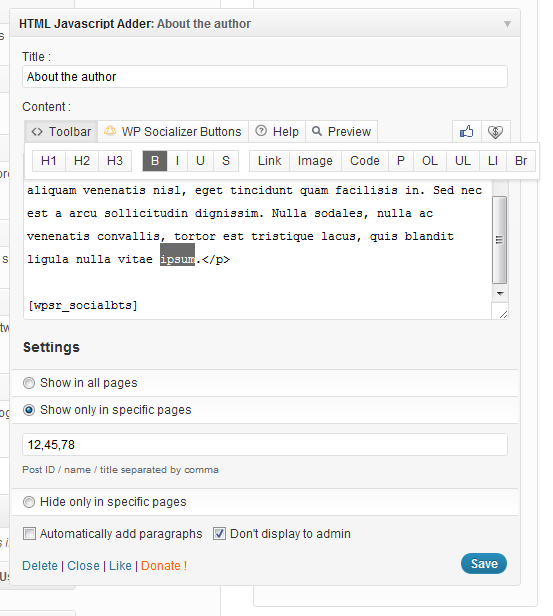 HTML Javascript Adder: About the author
Title :
About the author
Content :
<> Toolbar WP Socializer Buttons Help Preview
H1 H2 H3 B I U S Link Image Code P OL UL LI Br
aliquam venenatis nisl, eget tincidunt quam facilisis in. Sed nec
est a arcu sollicitudin dignissim. Nulla sodales, nulla ac
venenatis convallis, tortor est tristique lacus, quis blandit
ligula nulla vitae ipsum.</p>
[wpsr_socialbts]
Settings
Show in all pages
Show only in specific pages
12,45,78
Post ID / name / title separated by comma
Hide only in specific pages
Automatically add paragraphs Don't display to admin
Delete | Close | Like | Donate !
Save